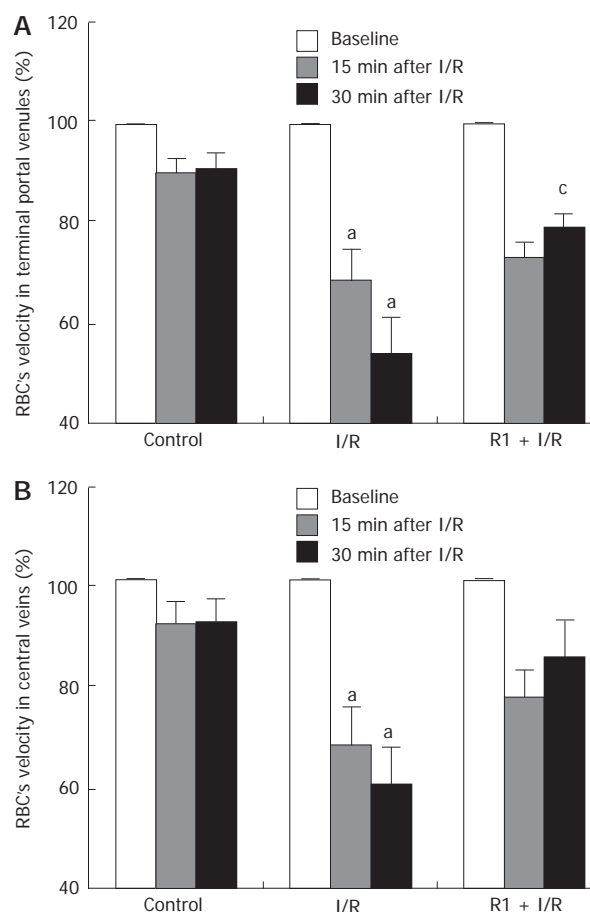 A
120
100
80
60
40
RBC's velocity in terminal portal venules (%)
Baseline
15 min after I/R
30 min after I/R
a
a
c
Control
I/R
R1 + I/R
B
120
100
80
60
40
RBC's velocity in central veins (%)
Baseline
15 min after I/R
30 min after I/R
a
a
Control
I/R
R1 + I/R